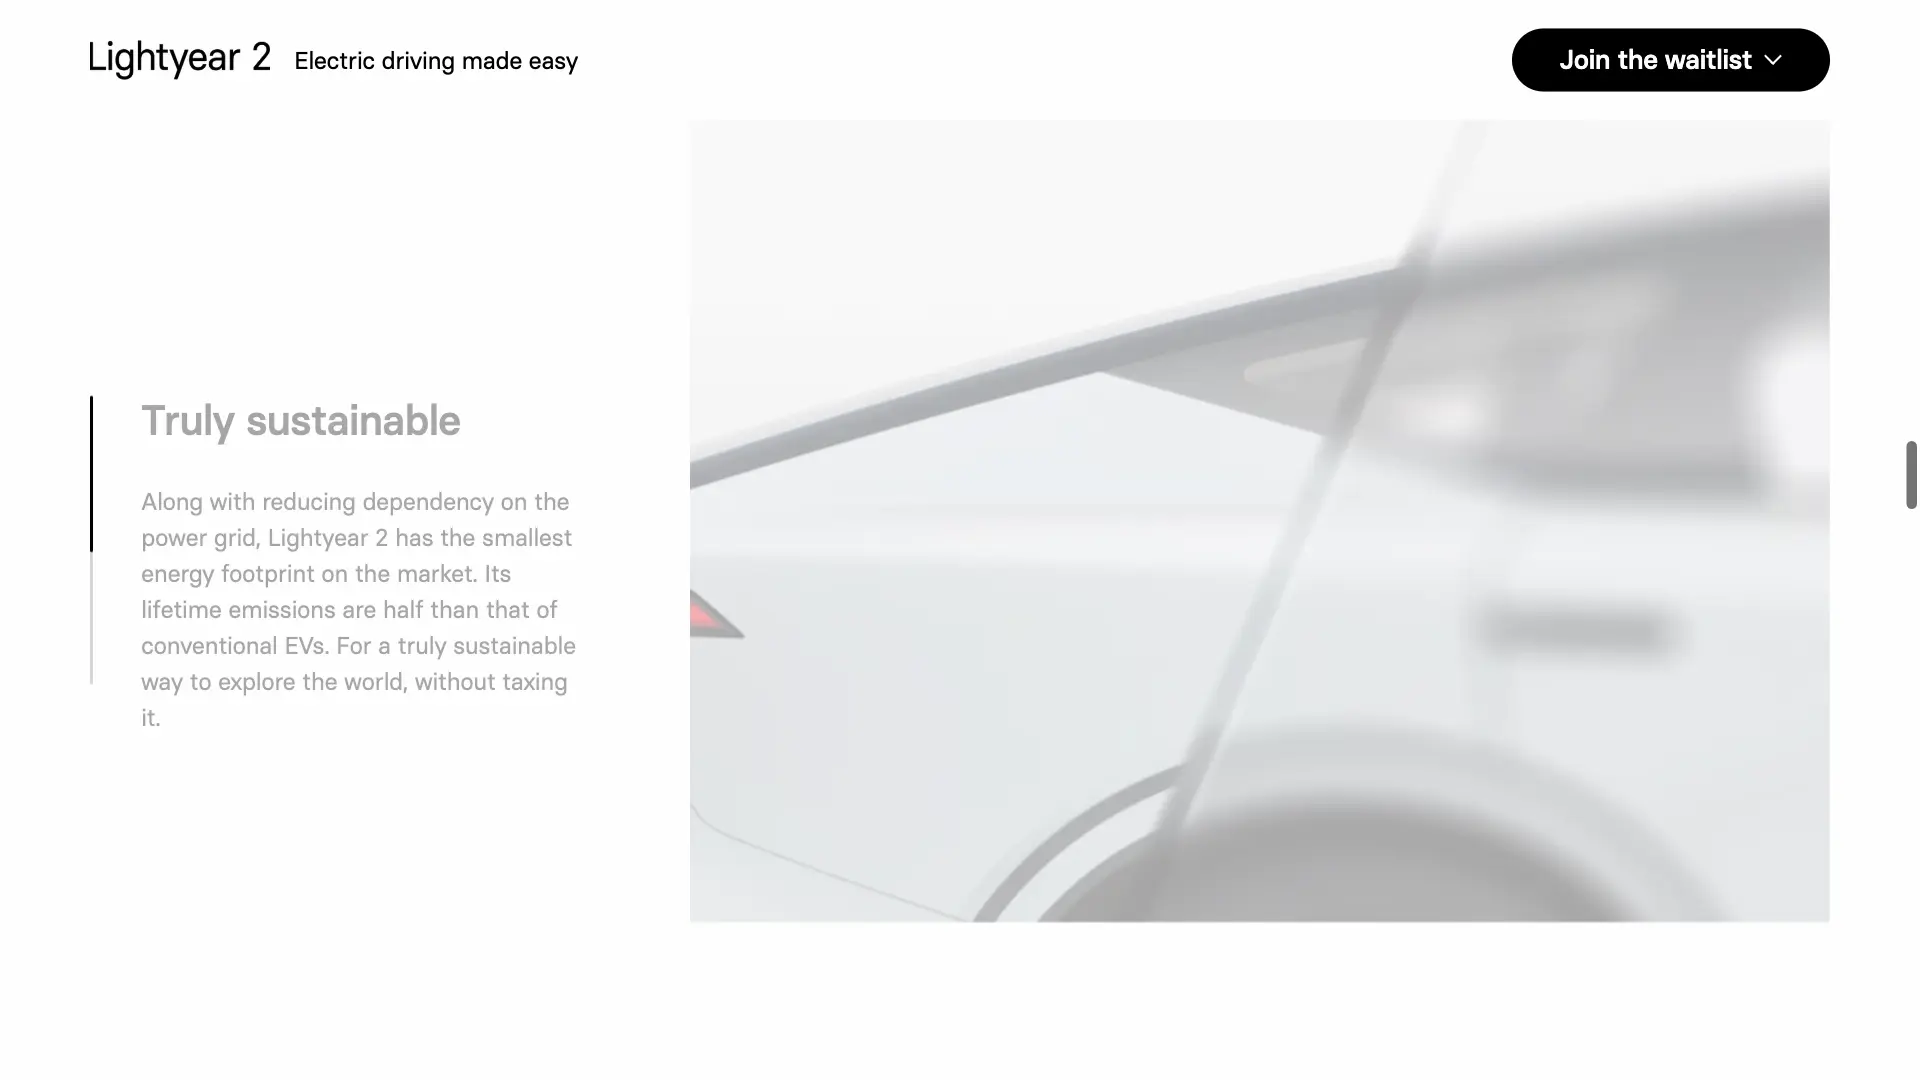 Lightyear 2 Electric driving made easy
Join the waitlist
Truly sustainable
Along with reducing dependency on the
power grid, Lightyear 2 has the smallest
energy footprint on the market. Its
lifetime emissions are half than that of
conventional EVs. For a truly sustainable
way to explore the world, without taxing
it.